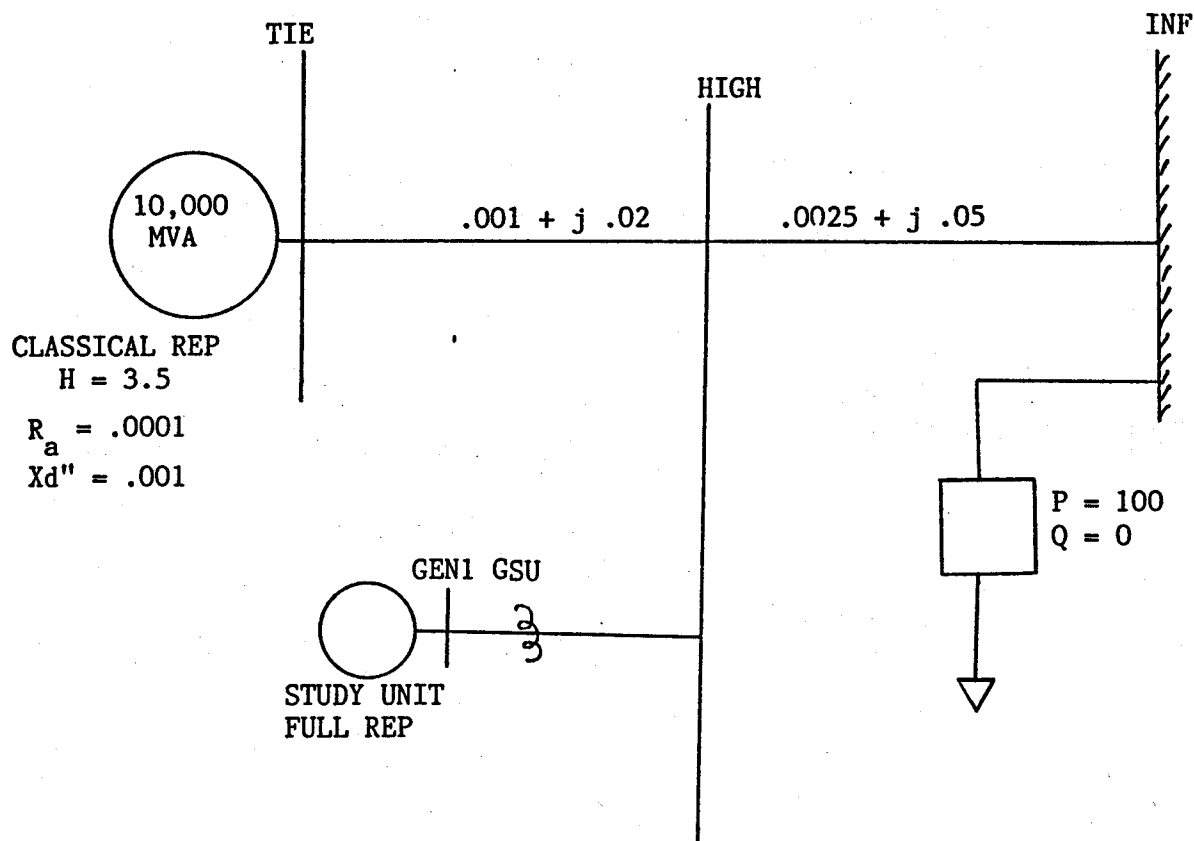 TIE
INF
HIGH
10,000
MVA
.001 + j .02
.0025 + j .05
CLASSICAL REP
H = 3.5
Ra = .0001
Xd" = .001
P = 100
Q = 0
GEN1 GSU
STUDY UNIT
FULL REP